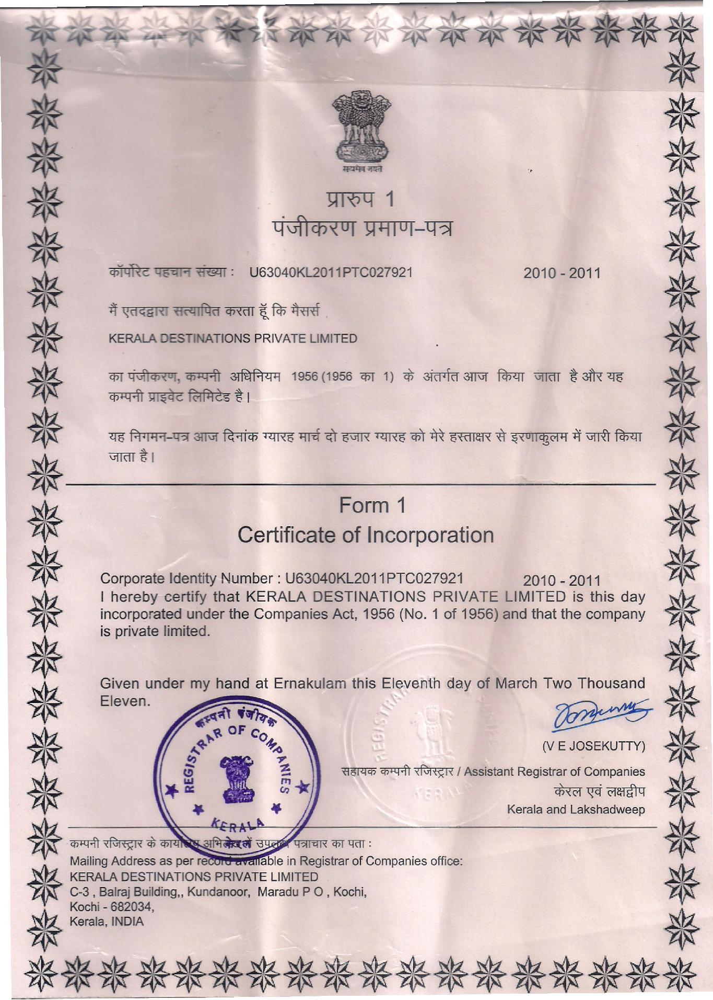 सत्यमेव जयते
प्रारुप 1
पंजीकरण प्रमाण–पत्र
कॉर्पोरेट पहचान संख्या : U63040KL2011PTC027921 2010 - 2011
मैं एतदद्वारा सत्यापित करता हूँ कि मैसर्स
KERALA DESTINATIONS PRIVATE LIMITED
का पंजीकरण, कम्पनी अधिनियम 1956 (1956 का 1) के अंतर्गत आज किया जाता है और यह
कम्पनी प्राइवेट लिमिटेड है।
यह निगमन–पत्र आज दिनांक ग्यारह मार्च दो हजार ग्यारह को मेरे हस्ताक्षर से इरणाकुलम में जारी किया
जाता है।
Form 1
Certificate of Incorporation
Corporate Identity Number : U63040KL2011PTC027921 2010 - 2011
I hereby certify that KERALA DESTINATIONS PRIVATE LIMITED is this day
incorporated under the Companies Act, 1956 (No. 1 of 1956) and that the company
is private limited.
Given under my hand at Ernakulam this Eleventh day of March Two Thousand
Eleven.
कम्पनी पंजीयक
REGISTRAR OF COMPANIES
KERALA
केरल
REGISTRAR OF
KERALA
(V E JOSEKUTTY)
सहायक कम्पनी रजिस्ट्रार / Assistant Registrar of Companies
केरल एवं लक्षद्वीप
Kerala and Lakshadweep
कम्पनी रजिस्ट्रार के कार्यालय अभिलेख में उपलब्ध पत्राचार का पता :
Mailing Address as per record available in Registrar of Companies office:
KERALA DESTINATIONS PRIVATE LIMITED
C-3 , Balraj Building,, Kundanoor, Maradu P O , Kochi,
Kochi - 682034,
Kerala, INDIA